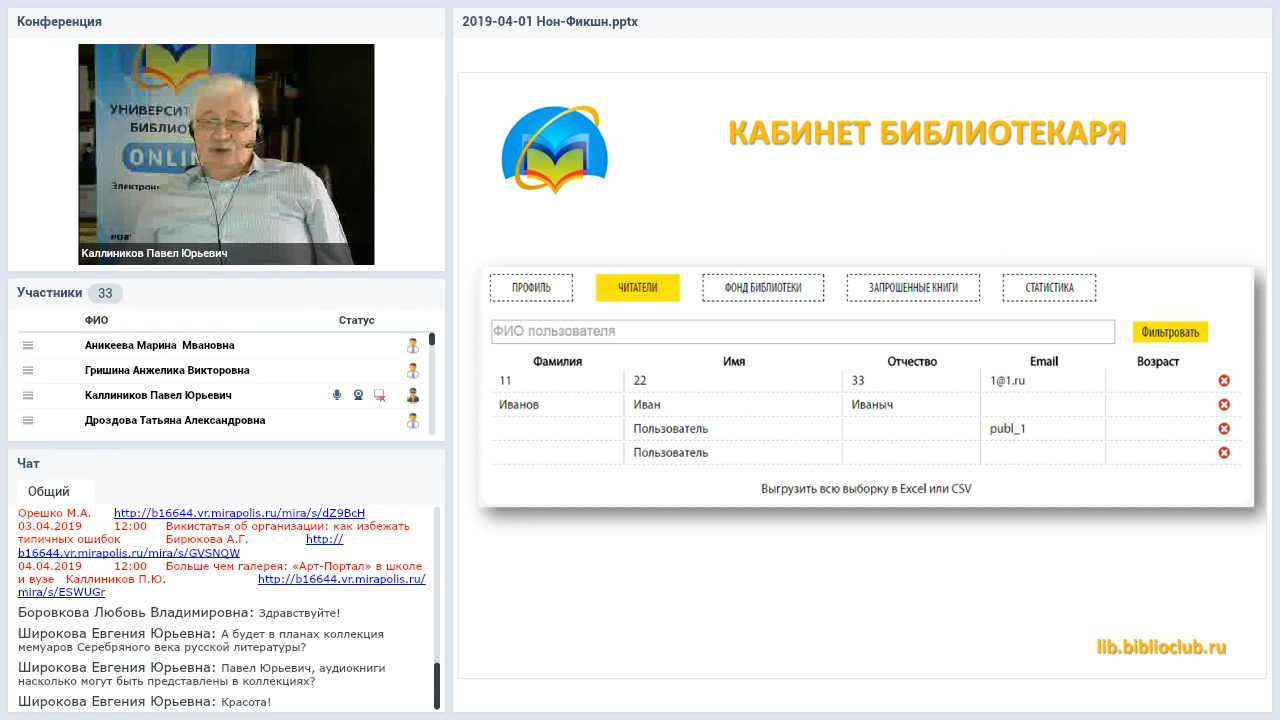 Конференция
УНИВЕРСИТ
БИБЛИО
ONLIN
Электрон
Каллиников Павел Юрьевич
Участники 33
ФИО Статус
Аникеева Марина Мвановна
Гришина Анжелика Викторовна
Каллиников Павел Юрьевич
Дроздова Татьяна Александровна
Чат
Общий
Орешко М.А. http://b16644.vr.mirapolis.ru/mira/s/dZ9BcH
03.04.2019 12:00 Викистатья об организации: как избежать
типичных ошибок Бирюкова А.Г. http://
b16644.vr.mirapolis.ru/mira/s/GVSNQW
04.04.2019 12:00 Больше чем галерея: «Арт-Портал» в школе
и вузе Каллиников П.Ю. http://b16644.vr.mirapolis.ru/
mira/s/ESWUGr
Боровкова Любовь Владимировна: Здравствуйте!
Широкова Евгения Юрьевна: А будет в планах коллекция
мемуаров Серебряного века русской литературы?
Широкова Евгения Юрьевна: Павел Юрьевич, аудиокниги
насколько могут быть представлены в коллекциях?
Широкова Евгения Юрьевна: Красота!
2019-04-01 Нон-Фикшн.pptx
КАБИНЕТ БИБЛИОТЕКАРЯ
ПРОФИЛЬ ЧИТАТЕЛИ ФОНД БИБЛИОТЕКИ ЗАПРОШЕННЫЕ КНИГИ СТАТИСТИКА
ФИО пользователя Фильтровать
Фамилия Имя Отчество Email Возраст
11 22 33 1@1.ru
Иванов Иван Иваныч
Пользователь publ_1
Пользователь
Выгрузить всю выборку в Excel или CSV
lib.biblioclub.ru